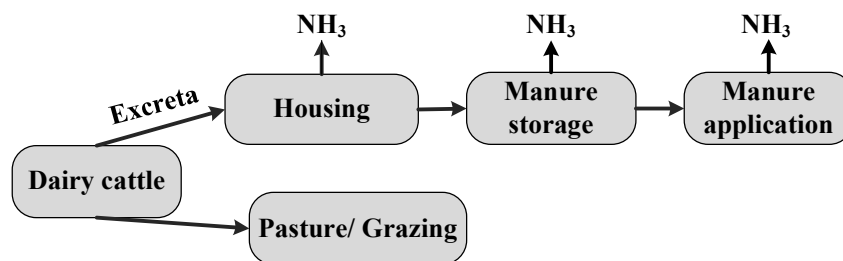 NH₃
NH₃
NH₃
Excreta
Housing
Manure
storage
Manure
application
Dairy cattle
Pasture/ Grazing